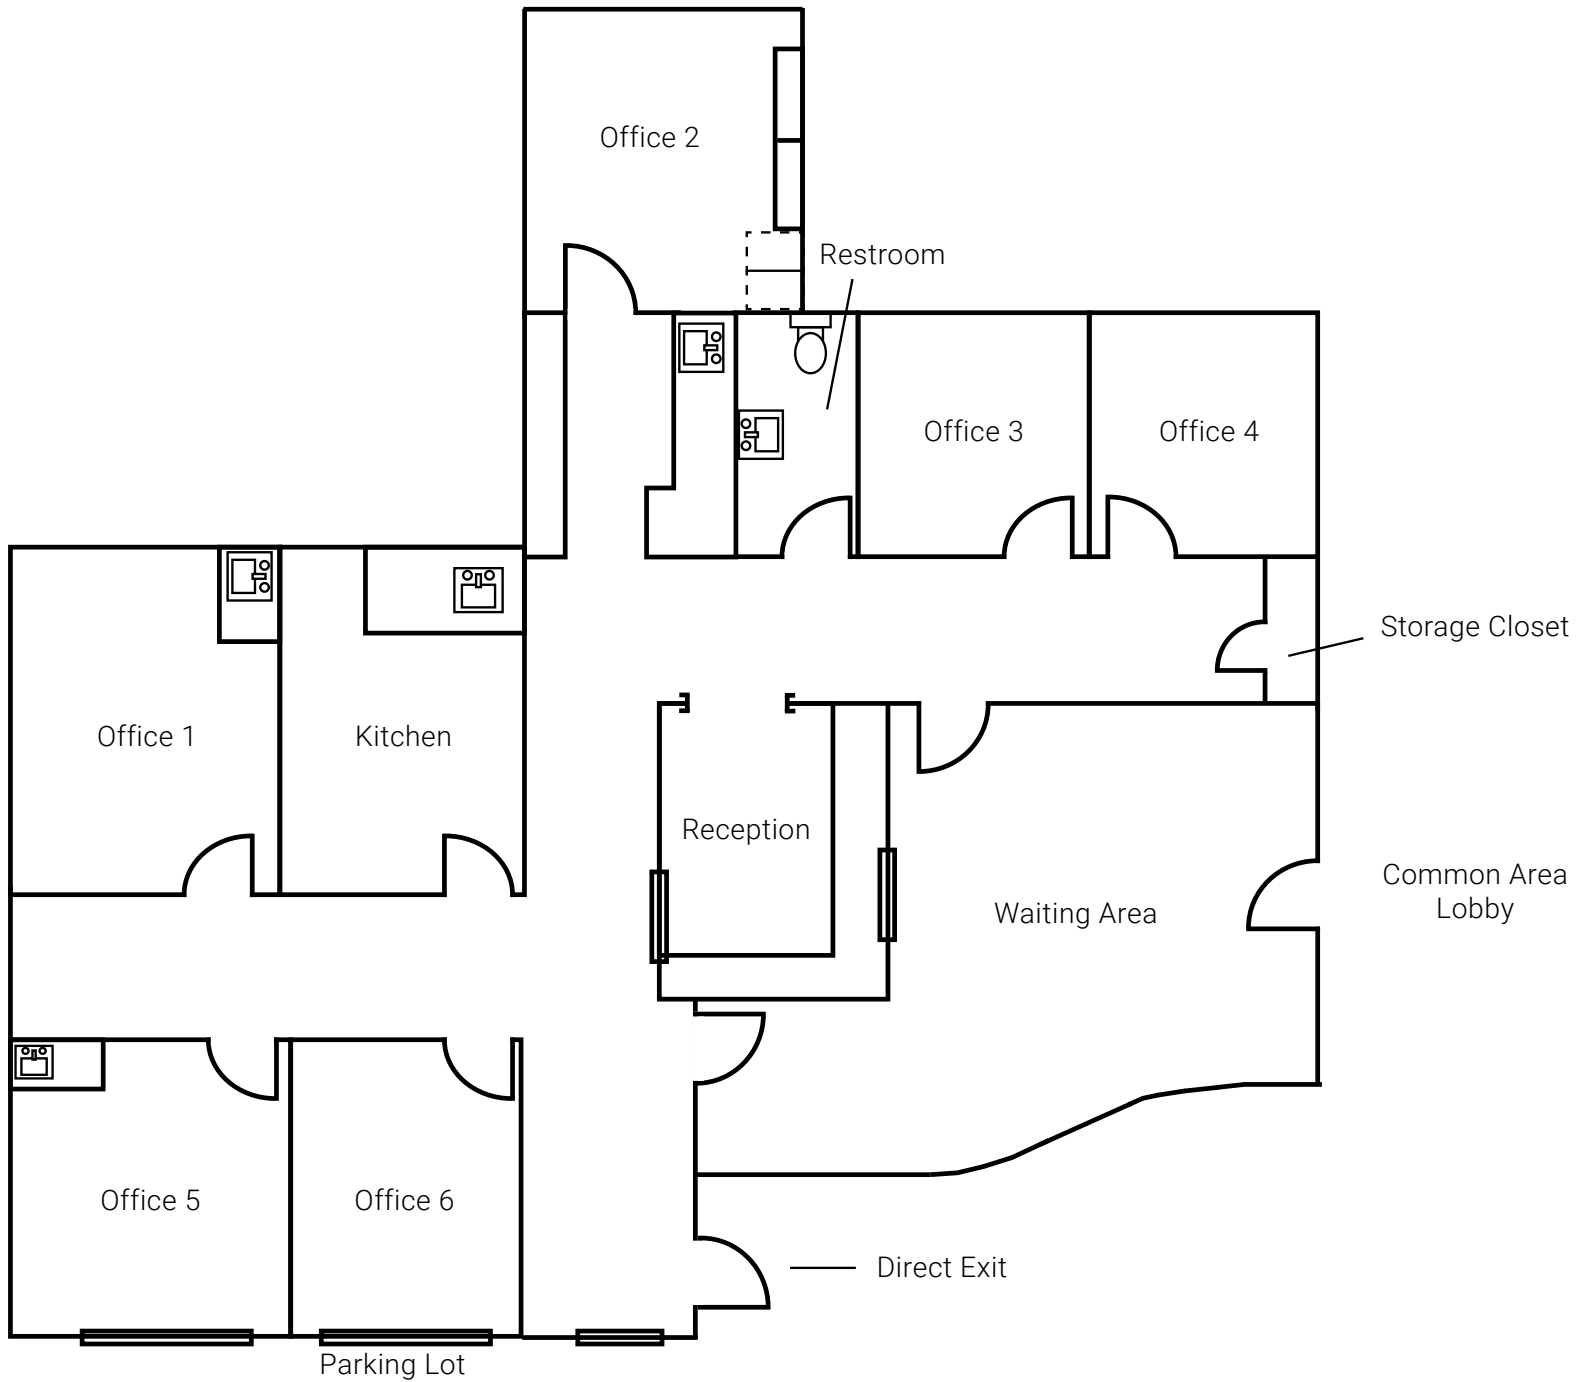 Office 2
Restroom
Office 3
Office 4
Storage Closet
Office 1
Kitchen
Reception
Common Area
Lobby
Waiting Area
Office 5
Office 6
Direct Exit
Parking Lot